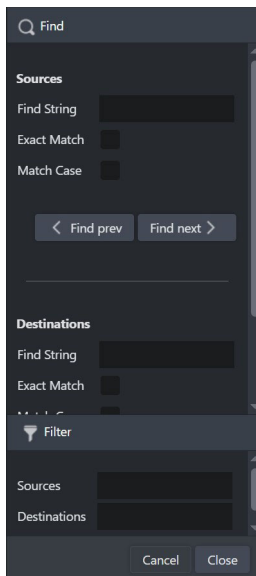 Find
Sources
Find String
Exact Match
Match Case
Find prev Find next
Destinations
Find String
Exact Match
Filter
Sources
Destinations
Cancel Close